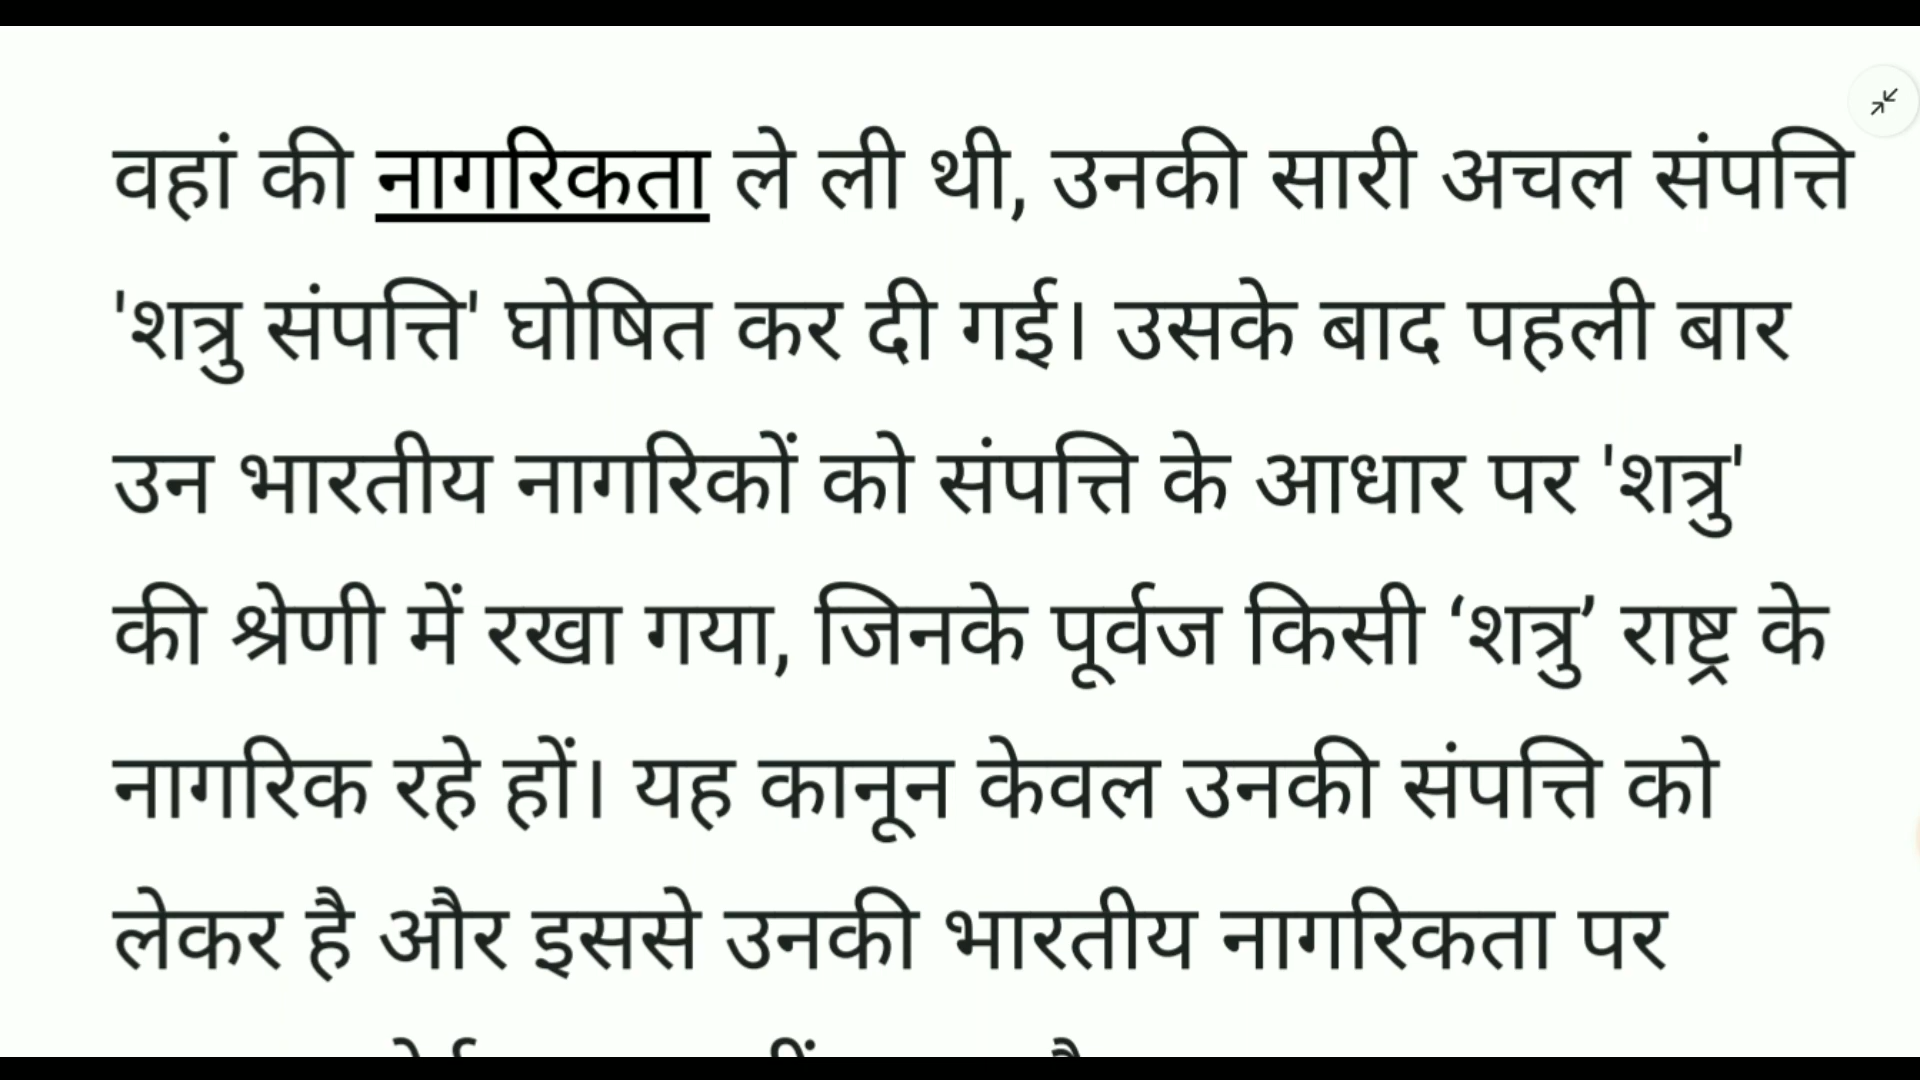 वहां की नागरिकता ले ली थी, उनकी सारी अचल संपत्ति
'शत्रु संपत्ति' घोषित कर दी गई। उसके बाद पहली बार
उन भारतीय नागरिकों को संपत्ति के आधार पर 'शत्रु'
की श्रेणी में रखा गया, जिनके पूर्वज किसी ‘शत्रु’ राष्ट्र के
नागरिक रहे हों। यह कानून केवल उनकी संपत्ति को
लेकर है और इससे उनकी भारतीय नागरिकता पर